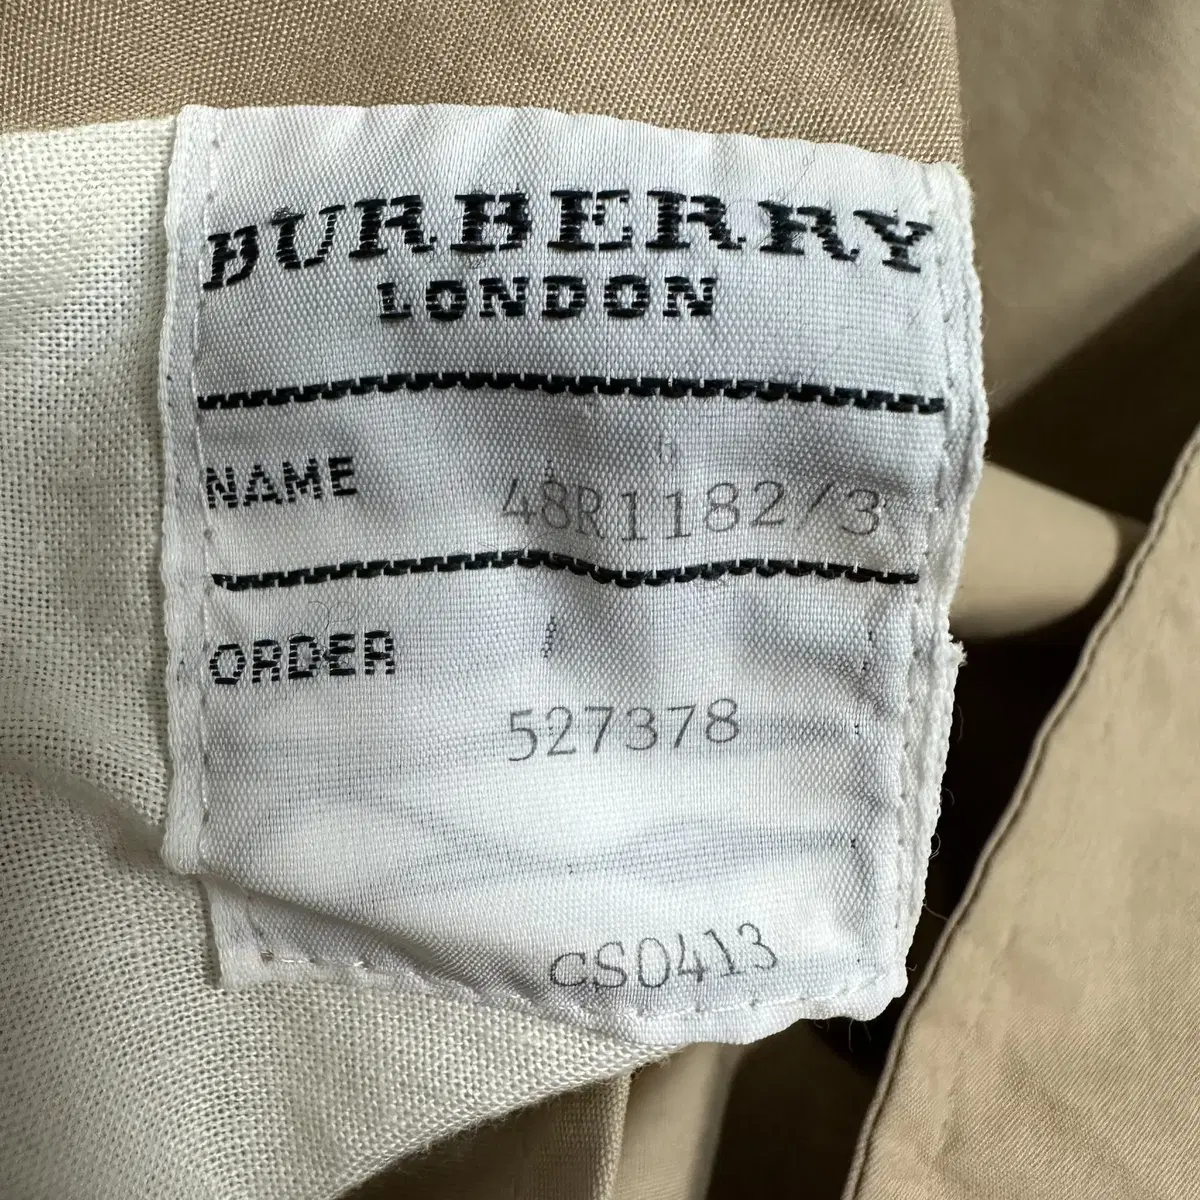 BURBERRY
LONDON
NAME 48R1182/3
ORDER
527378
CS0413